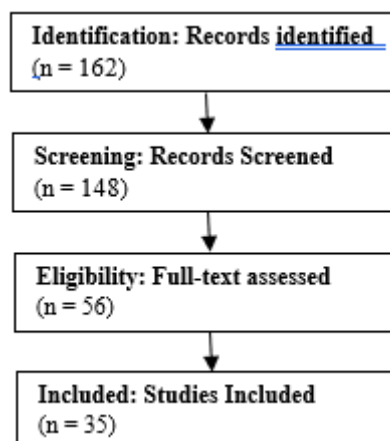 Identification: Records identified
(n = 162)
Screening: Records Screened
(n = 148)
Eligibility: Full-text assessed
(n = 56)
Included: Studies Included
(n = 35)